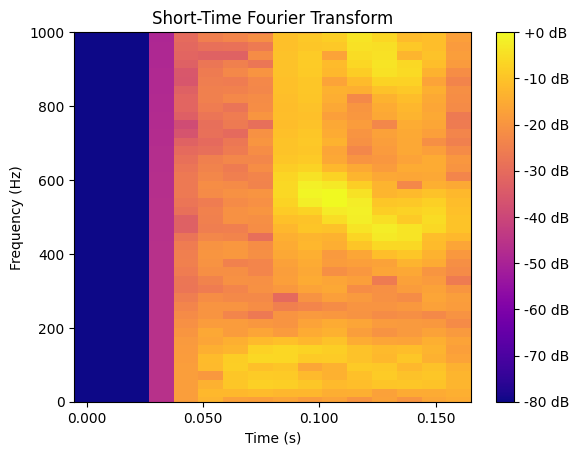 Short-Time Fourier Transform
1000
800
600
400
200
0
Frequency (Hz)
0.000
0.050
0.100
0.150
Time (s)
+0 dB
-10 dB
-20 dB
-30 dB
-40 dB
-50 dB
-60 dB
-70 dB
-80 dB